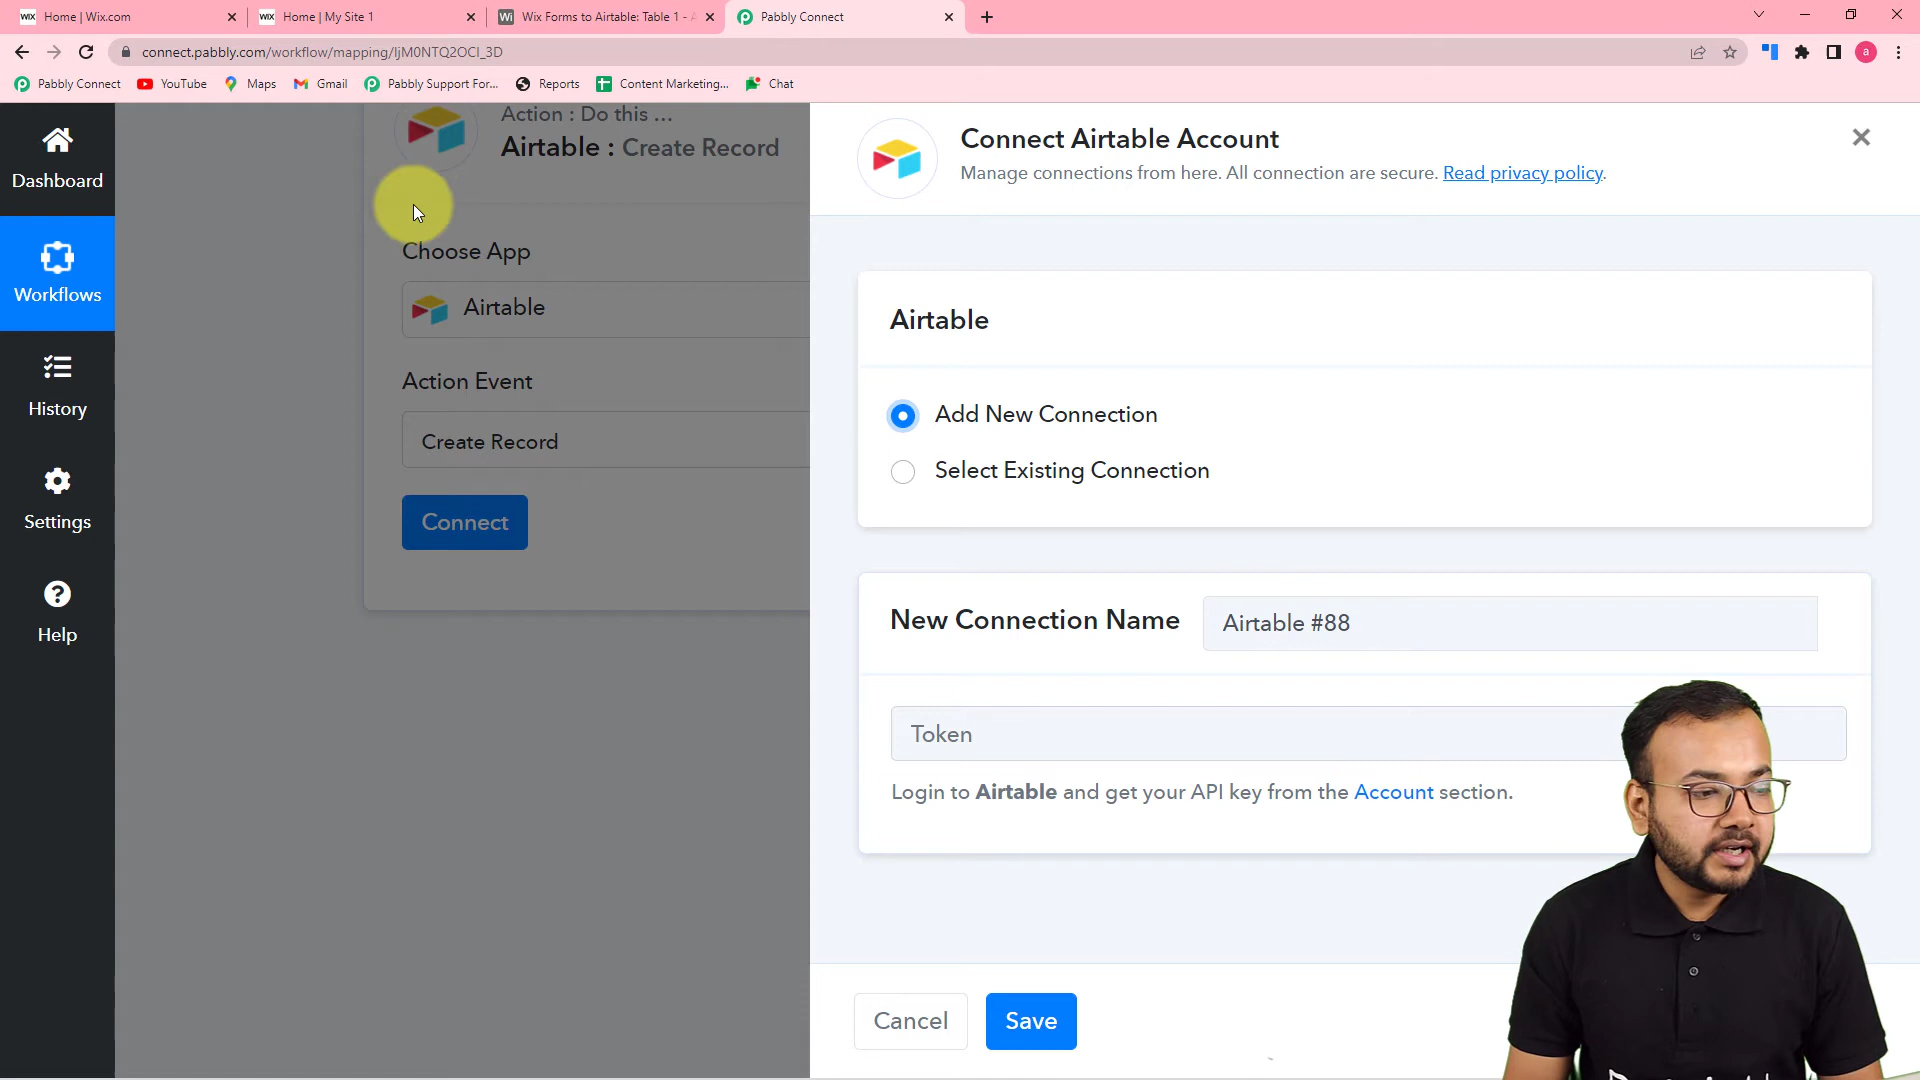 WIX Home | Wix.com
WIX Home | My Site 1
Wi Wix Forms to Airtable: Table 1 - A
Pabbly Connect
connect.pabbly.com/workflow/mapping/IjM0NTQ2OCI_3D
a
Pabbly Connect
YouTube
Maps
Gmail
Pabbly Support For...
Reports
Content Marketing...
Chat
Dashboard
Workflows
History
Settings
Help
Action : Do this ...
Airtable : Create Record
Choose App
Airtable
Action Event
Create Record
Connect
Connect Airtable Account
Manage connections from here. All connection are secure. Read privacy policy.
Airtable
Add New Connection
Select Existing Connection
New Connection Name
Airtable #88
Token
Login to Airtable and get your API key from the Account section.
Cancel
Save